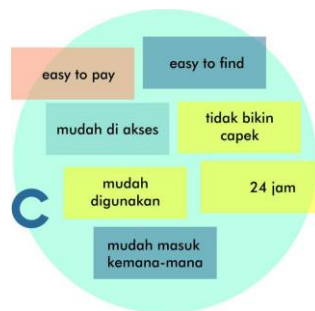 easy to pay
easy to find
mudah di akses
tidak bikin
capek
mudah
digunakan
24 jam
C
mudah masuk
kemana-mana